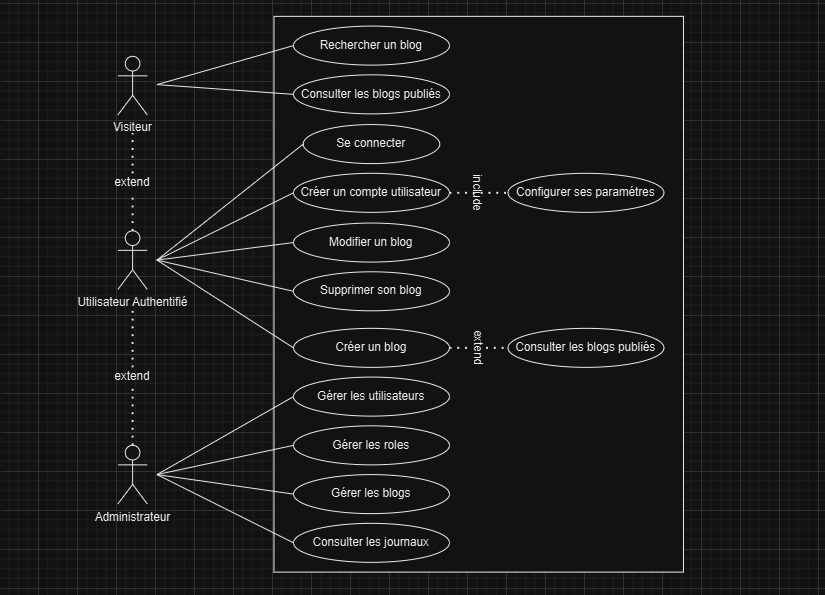 Rechercher un blog
Consulter les blogs publiés
Visiteur
Se connecter
extend
Créer un compte utilisateur
include
Configurer ses paramétres
Modifier un blog
Supprimer son blog
Utilisateur Authentifié
Créer un blog
extend
Consulter les blogs publiés
extend
Gérer les utilisateurs
Gérer les roles
Gérer les blogs
Administrateur
Consulter les journaux